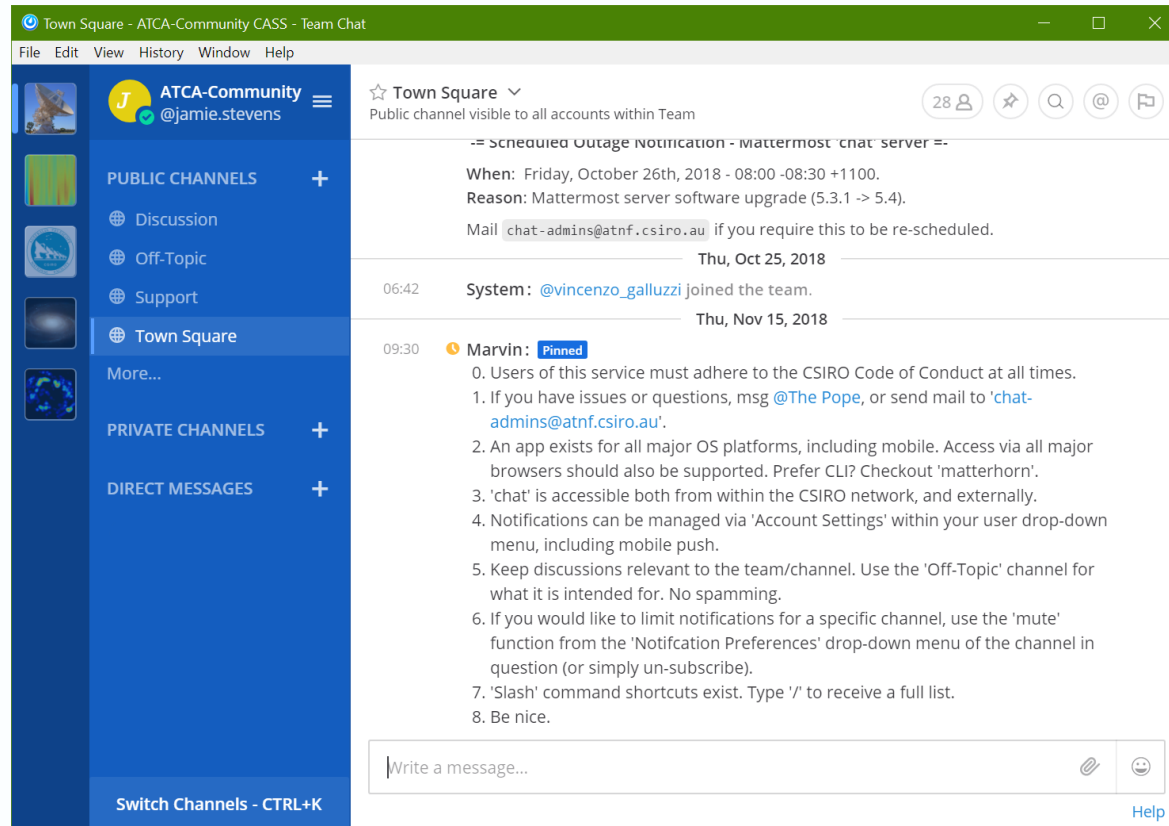 Town Square - ATCA-Community CASS - Team Chat
File Edit View History Window Help
J
ATCA-Community
@jamie.stevens
PUBLIC CHANNELS +
Discussion
Off-Topic
Support
Town Square
More...
PRIVATE CHANNELS +
DIRECT MESSAGES +
Switch Channels - CTRL+K
Town Square
28
@
Public channel visible to all accounts within Team
-= Scheduled Outage Notification - Mattermost 'chat' server =-
When: Friday, October 26th, 2018 - 08:00 -08:30 +1100.
Reason: Mattermost server software upgrade (5.3.1 -> 5.4).
Mail chat-admins@atnf.csiro.au if you require this to be re-scheduled.
Thu, Oct 25, 2018
06:42 System: @vincenzo_galluzzi joined the team.
Thu, Nov 15, 2018
09:30 Marvin: Pinned
0. Users of this service must adhere to the CSIRO Code of Conduct at all times.
1. If you have issues or questions, msg @The Pope, or send mail to 'chat-
admins@atnf.csiro.au'.
2. An app exists for all major OS platforms, including mobile. Access via all major
browsers should also be supported. Prefer CLI? Checkout 'matterhorn'.
3. 'chat' is accessible both from within the CSIRO network, and externally.
4. Notifications can be managed via 'Account Settings' within your user drop-down
menu, including mobile push.
5. Keep discussions relevant to the team/channel. Use the 'Off-Topic' channel for
what it is intended for. No spamming.
6. If you would like to limit notifications for a specific channel, use the 'mute'
function from the 'Notifcation Preferences' drop-down menu of the channel in
question (or simply un-subscribe).
7. 'Slash' command shortcuts exist. Type '/' to receive a full list.
8. Be nice.
Write a message...
Help